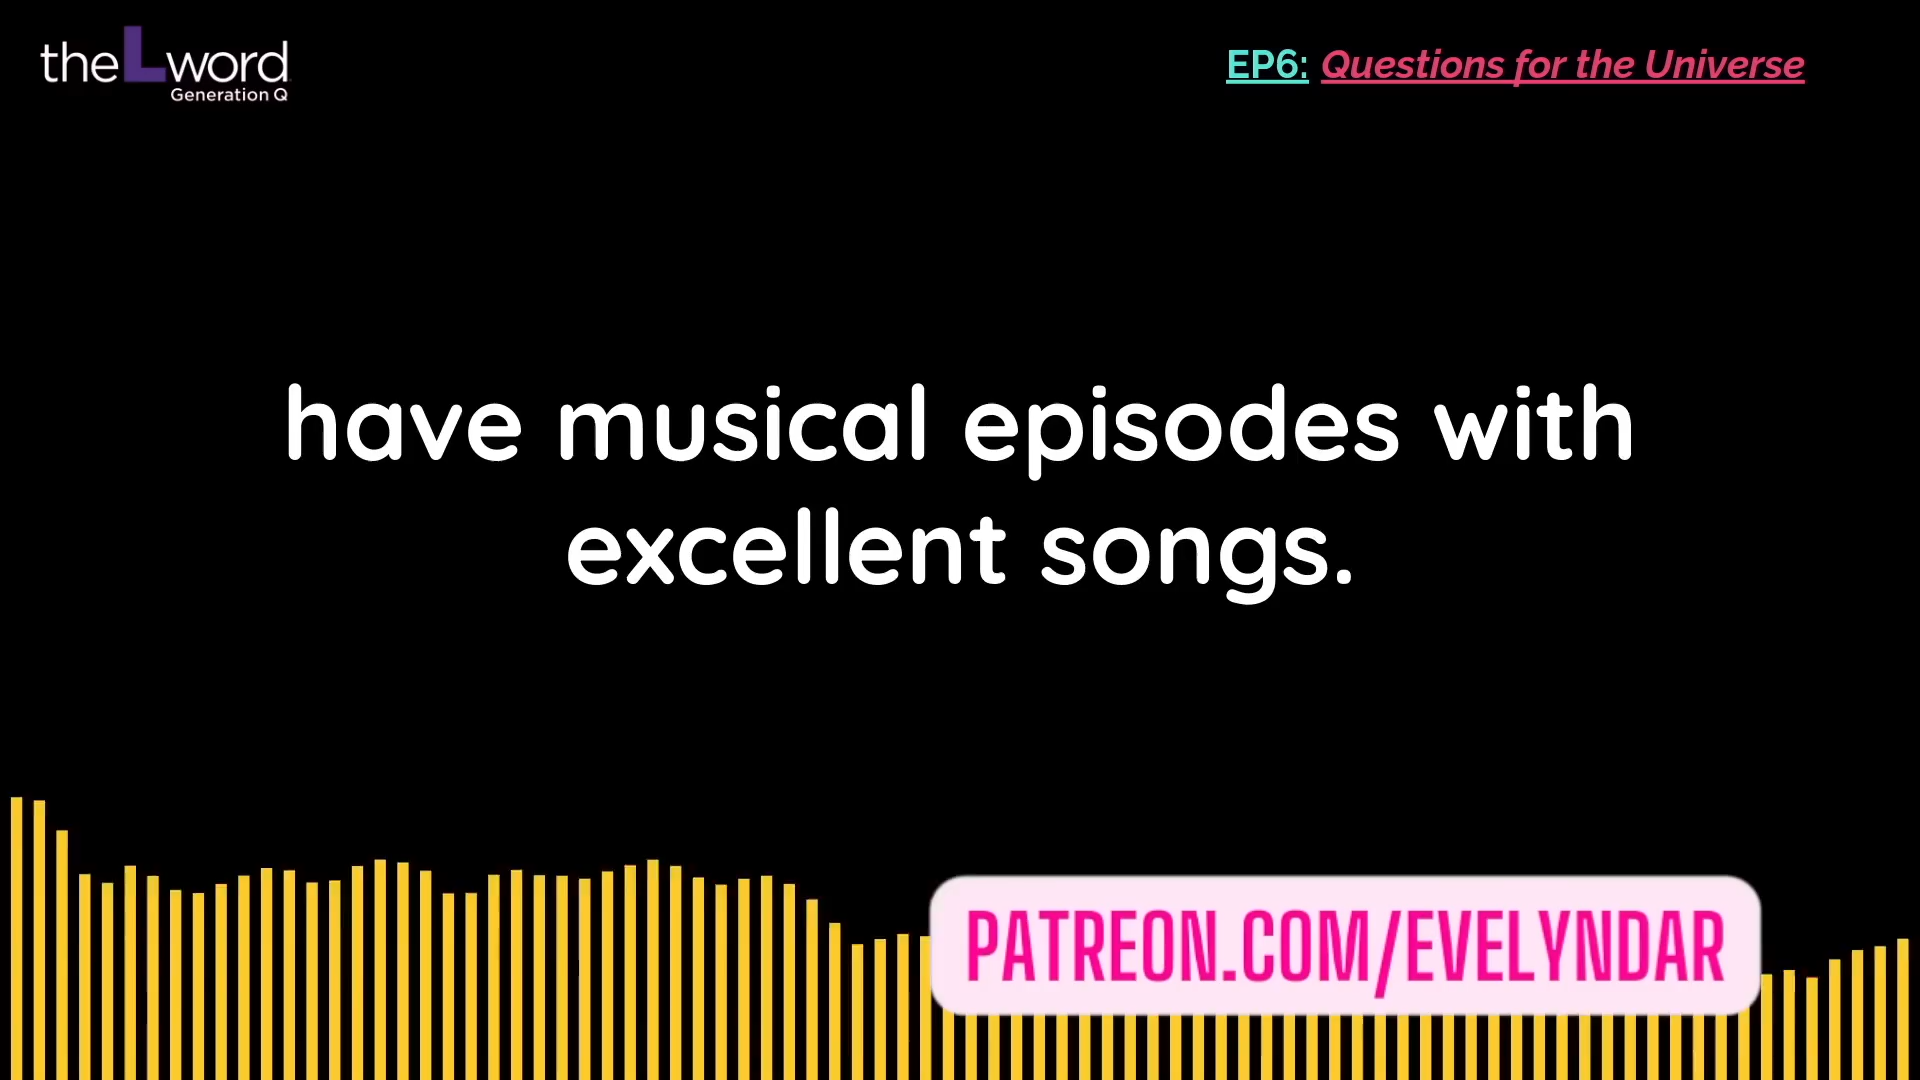 the L word
Generation Q
EP6: Questions for the Universe
have musical episodes with
excellent songs.
PATREON.COM/EVELYNDAR